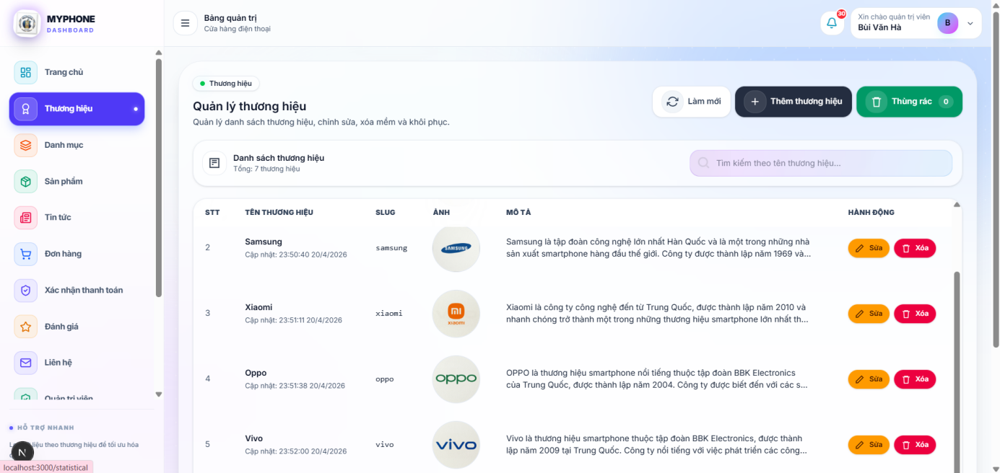 MYPHONE
DASHBOARD
Bảng quản trị
Cửa hàng điện thoại
30
Xin chào quản trị viên
Bùi Văn Hà
B
Trang chủ
Thương hiệu
Danh mục
Sản phẩm
Tin tức
Đơn hàng
Xác nhận thanh toán
Đánh giá
Liên hệ
Quản trị viên
HỖ TRỢ NHANH
liệu theo thương hiệu để tối ưu hóa
N
localhost:3000/statistical
Thương hiệu
Quản lý thương hiệu
Quản lý danh sách thương hiệu, chỉnh sửa, xóa mềm và khôi phục.
Làm mới
Thêm thương hiệu
Thùng rác 0
Danh sách thương hiệu
Tổng: 7 thương hiệu
Tìm kiếm theo tên thương hiệu...
STT TÊN THƯƠNG HIỆU SLUG ẢNH MÔ TẢ HÀNH ĐỘNG
2
Samsung
Cập nhật: 23:50:40 20/4/2026
samsung
SAMSUNG
Samsung là tập đoàn công nghệ lớn nhất Hàn Quốc và là một trong những nhà
sản xuất smartphone hàng đầu thế giới. Công ty được thành lập năm 1969 và...
Sửa Xóa
3
Xiaomi
Cập nhật: 23:51:11 20/4/2026
xiaomi
xiaomi
Xiaomi là công ty công nghệ đến từ Trung Quốc, được thành lập năm 2010 và
nhanh chóng trở thành một trong những thương hiệu smartphone lớn nhất th...
Sửa Xóa
4
Oppo
Cập nhật: 23:51:38 20/4/2026
oppo
oppo
OPPO là thương hiệu smartphone nổi tiếng thuộc tập đoàn BBK Electronics
của Trung Quốc, được thành lập năm 2004. Công ty được biết đến với các s...
Sửa Xóa
5
Vivo
Cập nhật: 23:52:00 20/4/2026
vivo
vivo
Vivo là thương hiệu smartphone thuộc tập đoàn BBK Electronics, được thành
lập năm 2009 tại Trung Quốc. Công ty nổi tiếng với việc phát triển các công...
Sửa Xóa